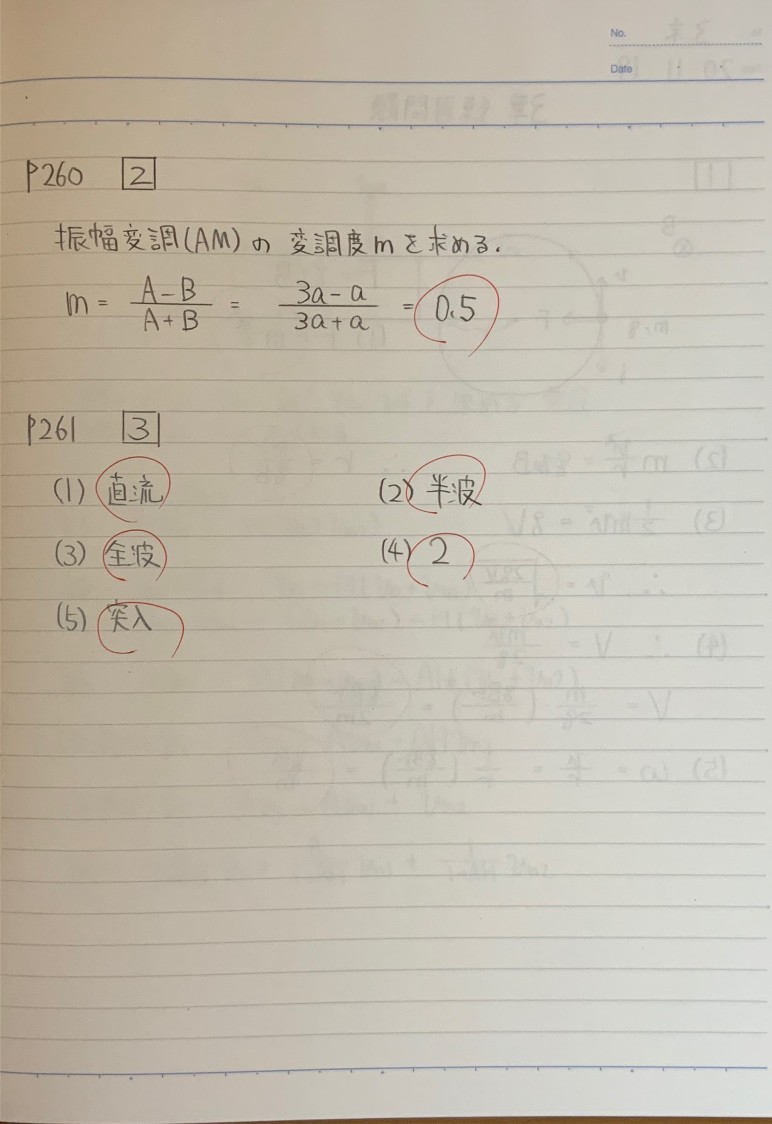 No.
Date
P260 2
振幅変調(AM)の変調度mを求める.
m = A-B / A+B = 3a-a / 3a+a = 0.5
P261 3
(1) 直流 (2) 半波
(3) 全波 (4) 2
(5) 突入